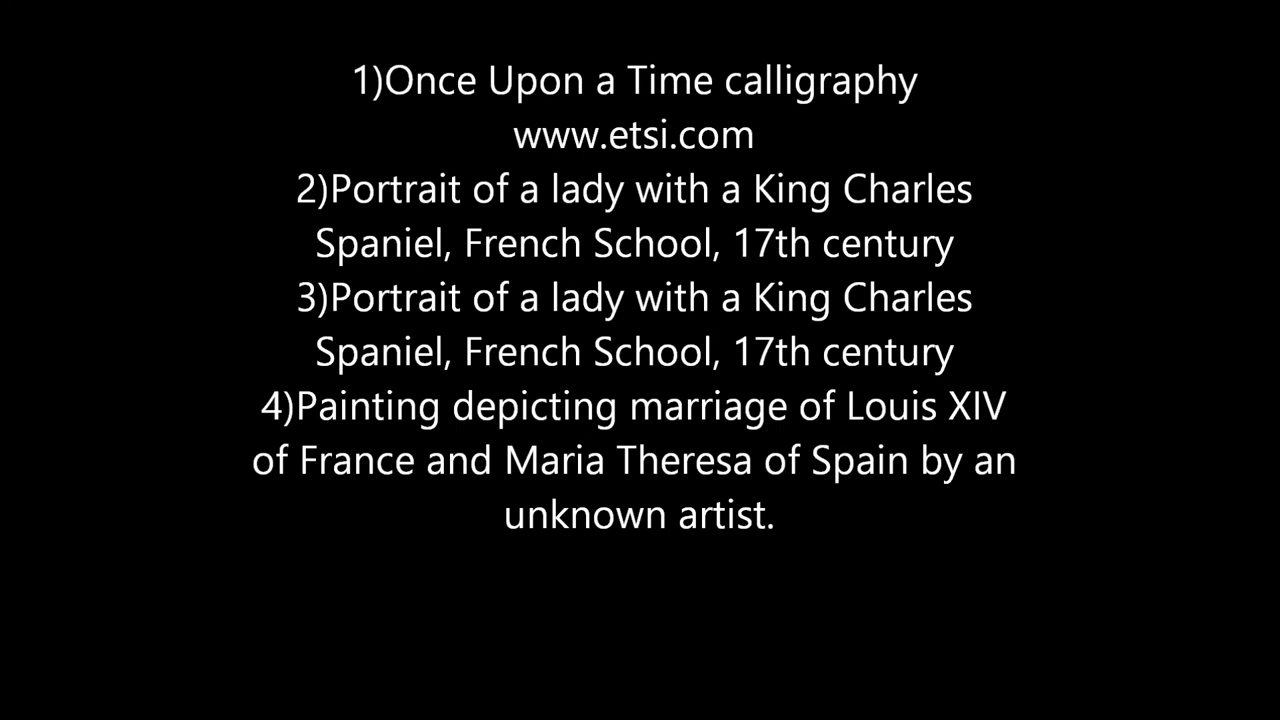 1)Once Upon a Time calligraphy
www.etsi.com
2)Portrait of a lady with a King Charles
Spaniel, French School, 17th century
3)Portrait of a lady with a King Charles
Spaniel, French School, 17th century
4)Painting depicting marriage of Louis XIV
of France and Maria Theresa of Spain by an
unknown artist.